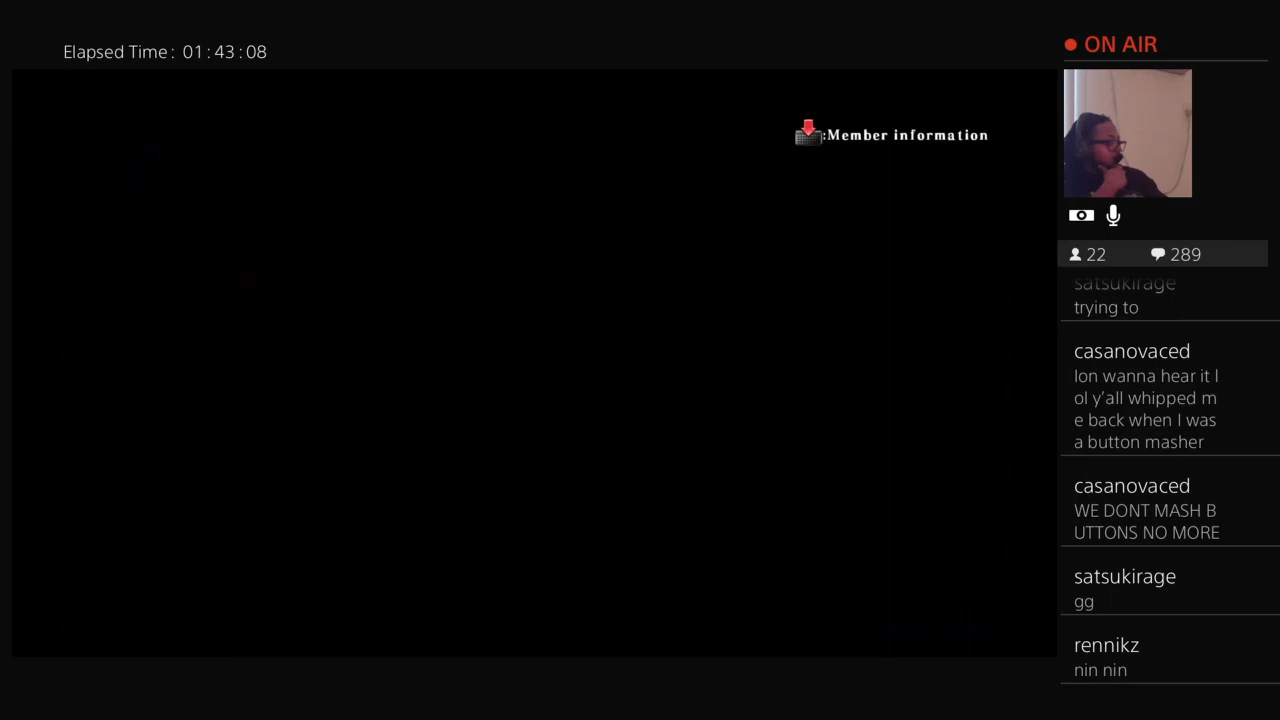 Elapsed Time: 01:43:08
ON AIR
:Member information
22 289
satsukirage
trying to
casanovaced
Ion wanna hear it l
ol y'all whipped m
e back when I was
a button masher
casanovaced
WE DONT MASH B
UTTONS NO MORE
satsukirage
gg
rennikz
nin nin